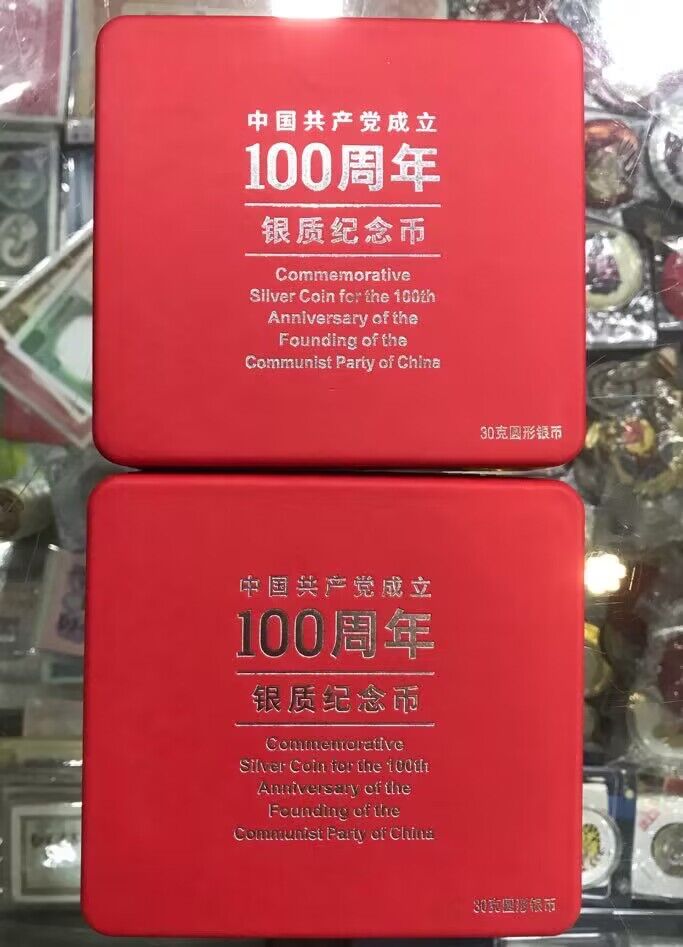 中国共产党成立
100周年
银质纪念币
Commemorative
Silver Coin for the 100th
Anniversary of the
Founding of the
Communist Party of China
30克圆形银币
中国共产党成立
100周年
银质纪念币
Commemorative
Silver Coin for the 100th
Anniversary of the
Founding of the
Communist Party of China
30克圆形银币